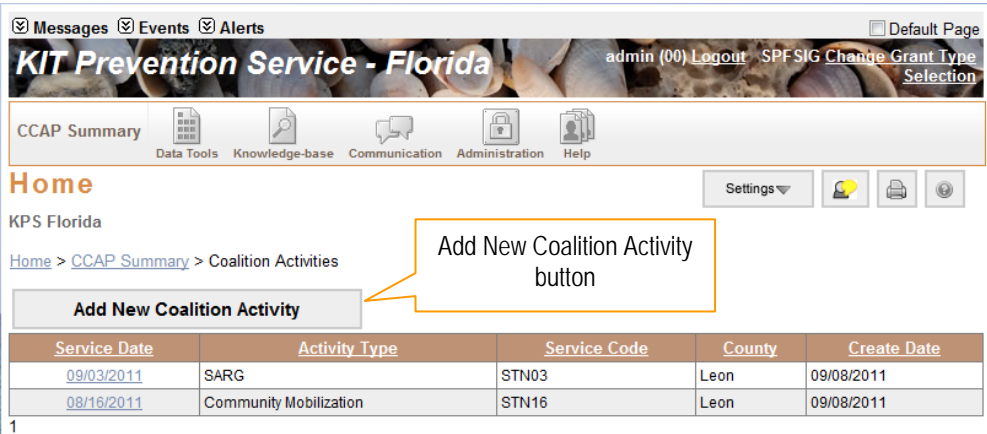 Messages Events Alerts Default Page
KIT Prevention Service - Florida
admin (00) Logout SPFSIG Change Grant Type
Selection
CCAP Summary
Data Tools Knowledge-base Communication Administration Help
Home
Settings
KPS Florida
Add New Coalition Activity
button
Home > CCAP Summary > Coalition Activities
Add New Coalition Activity
Service Date Activity Type Service Code County Create Date
09/03/2011 SARG STN03 Leon 09/08/2011
08/16/2011 Community Mobilization STN16 Leon 09/08/2011
1